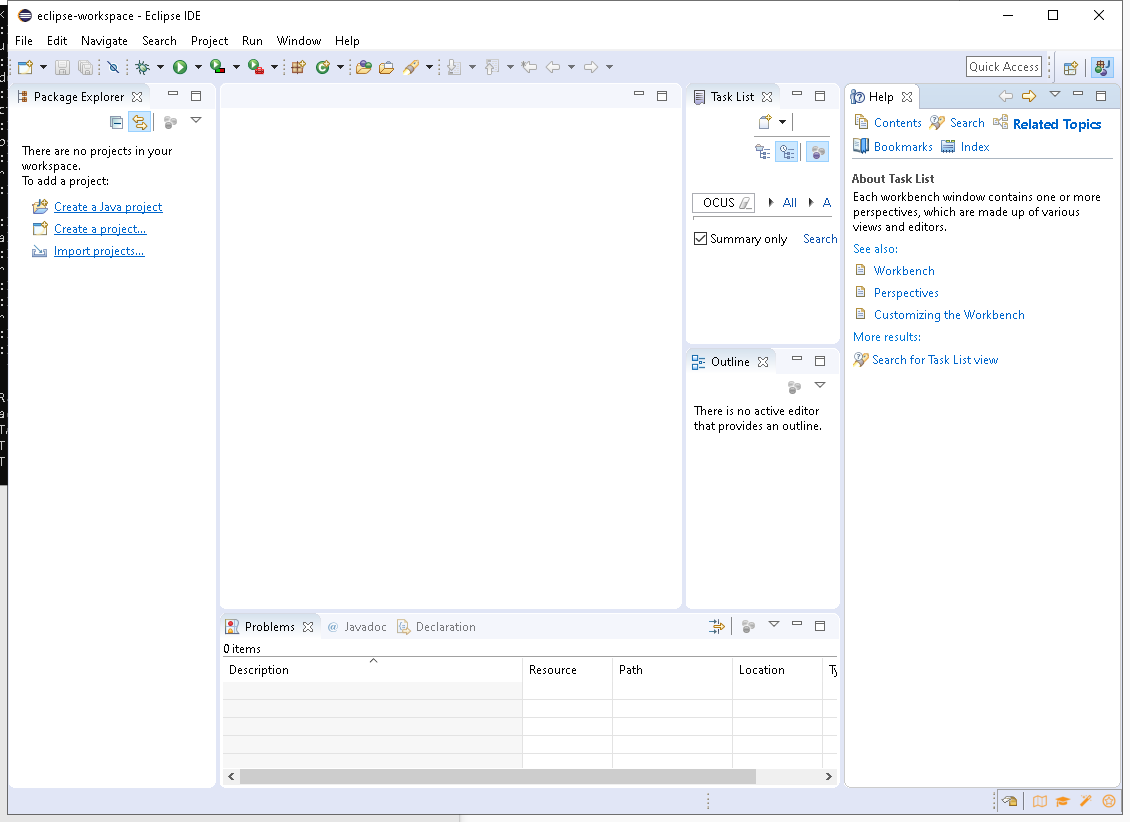 eclipse-workspace - Eclipse IDE
File Edit Navigate Search Project Run Window Help
Quick Access
Package Explorer
There are no projects in your
workspace.
To add a project:
Create a Java project
Create a project...
Import projects...
Task List
OCUS All A
Summary only Search
Outline
There is no active editor
that provides an outline.
Help
Contents Search Related Topics
Bookmarks Index
About Task List
Each workbench window contains one or more
perspectives, which are made up of various
views and editors.
See also:
Workbench
Perspectives
Customizing the Workbench
More results:
Search for Task List view
Problems @ Javadoc Declaration
0 items
Description Resource Path Location Ty